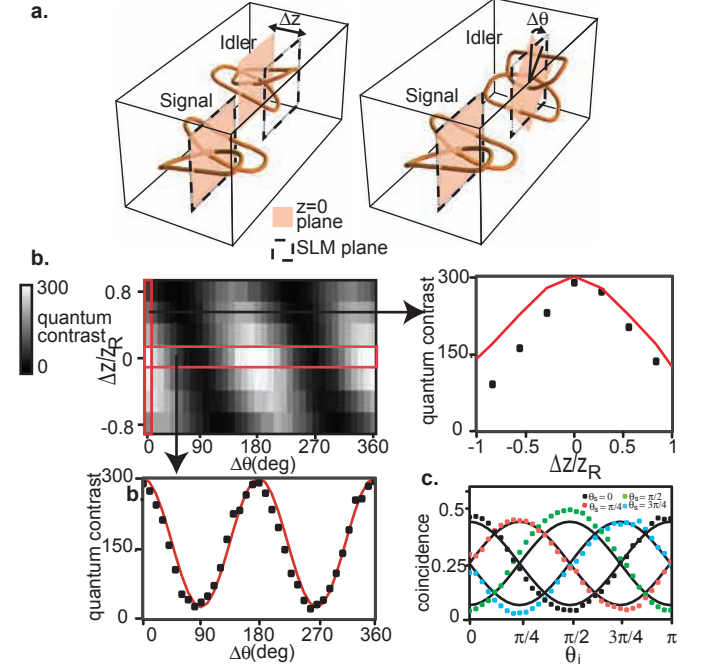 a.
Δz
Idler
Signal
Δθ
Idler
Signal
z=0
plane
SLM plane
b.
300
quantum
contrast
0
0.8
0
-0.8
Δz/zR
0 90 180 270 360
Δθ(deg)
300
150
0
quantum contrast
-1 -0.5 0 0.5 1
Δz/zR
300
150
0
quantum contrast
b
0 90 180 270 360
Δθ(deg)
c.
θs = 0 θs = π/2
θs = π/4 θs = 3π/4
0.5
0.25
0
coincidence
0 π/4 π/2 3π/4 π
θi